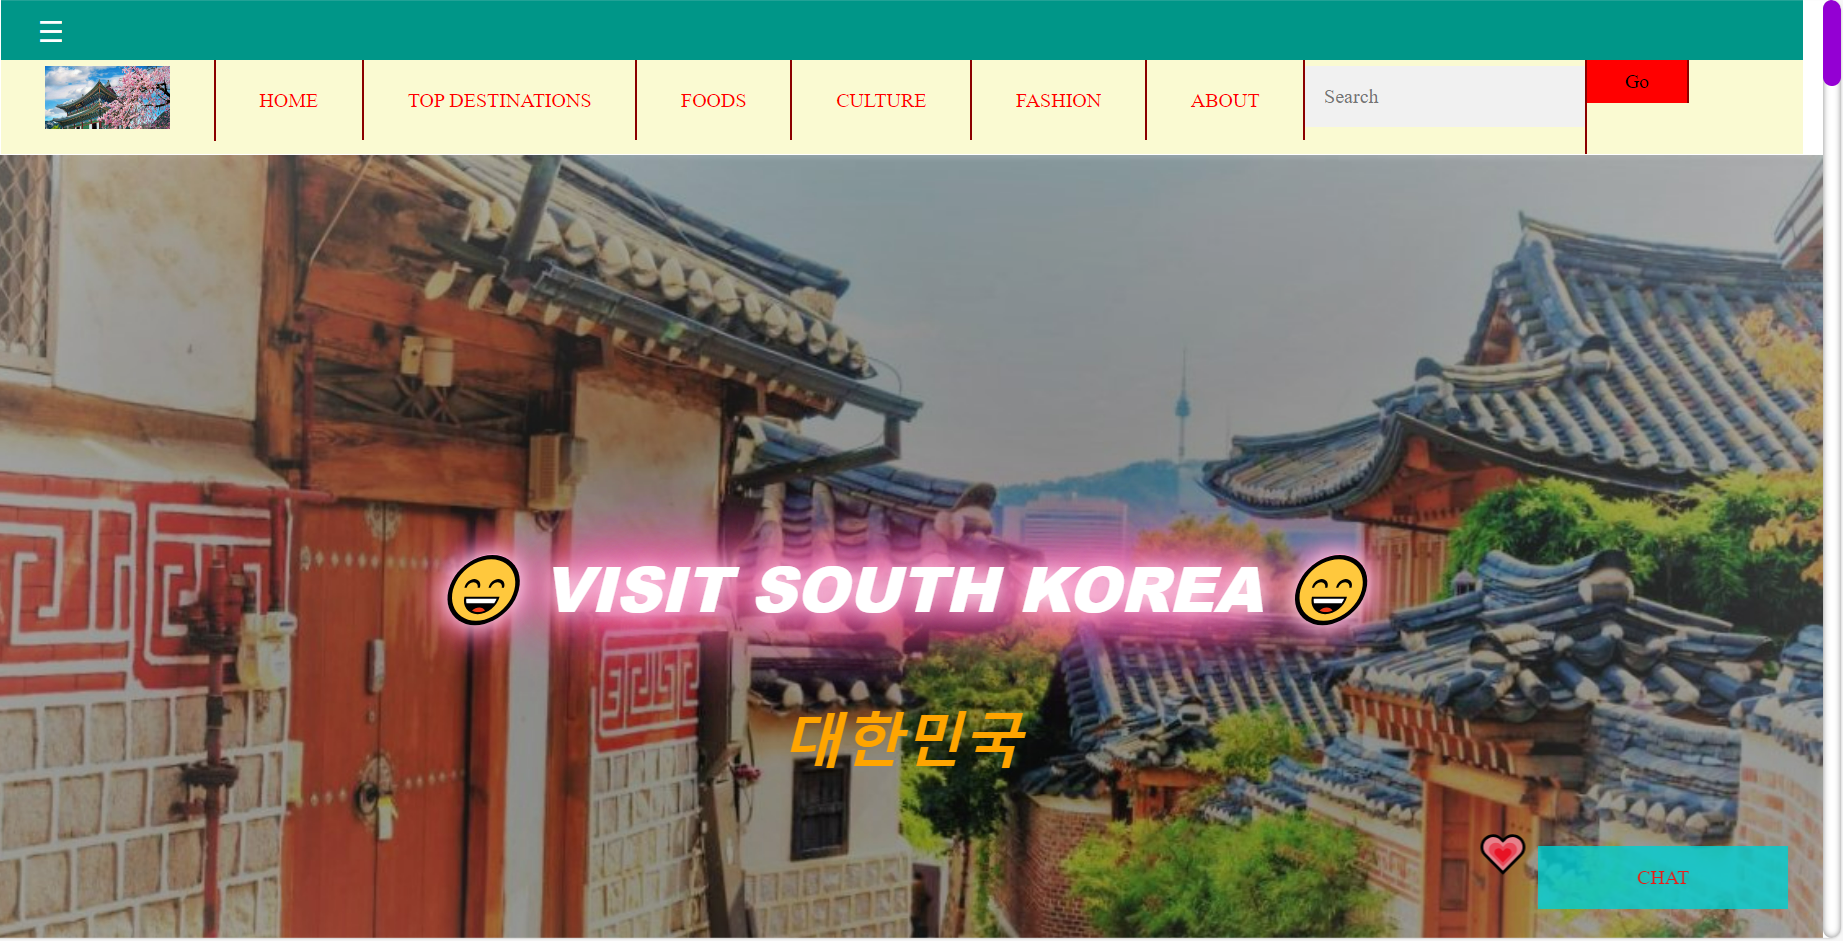 ☰
HOME
TOP DESTINATIONS
FOODS
CULTURE
FASHION
ABOUT
Search
Go
😄 VISIT SOUTH KOREA 😄
대한민국
CHAT